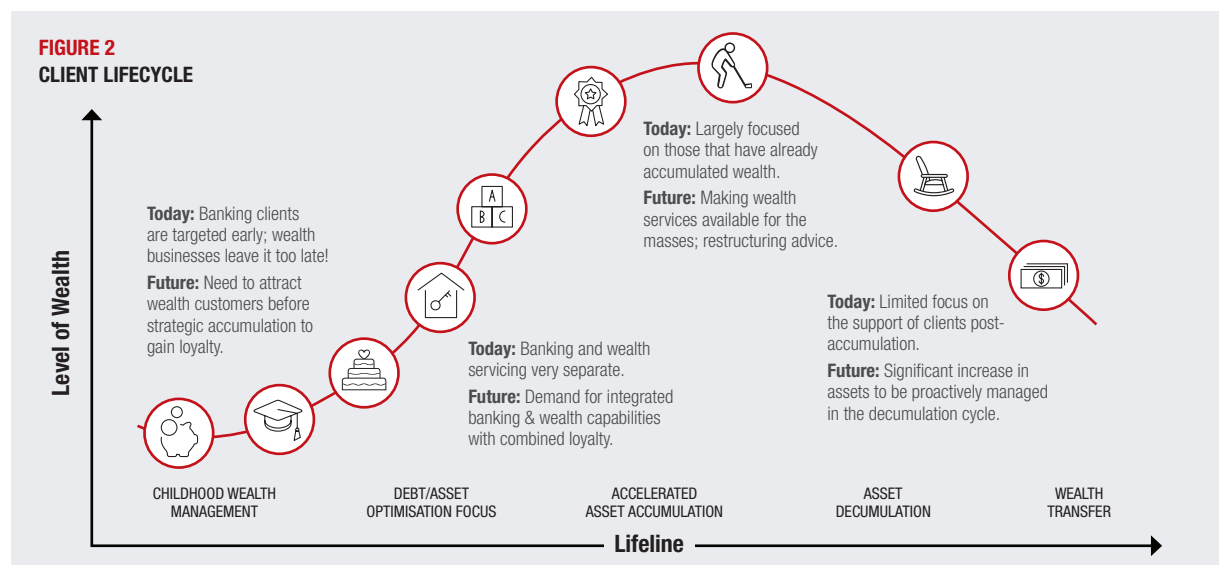 FIGURE 2
CLIENT LIFECYCLE
Level of Wealth
Today: Banking clients
are targeted early; wealth
businesses leave it too late!
Future: Need to attract
wealth customers before
strategic accumulation to
gain loyalty.
A
B C
Today: Banking and wealth
servicing very separate.
Future: Demand for integrated
banking & wealth capabilities
with combined loyalty.
Today: Largely focused
on those that have already
accumulated wealth.
Future: Making wealth
services available for the
masses; restructuring advice.
$
Today: Limited focus on
the support of clients post-
accumulation.
Future: Significant increase in
assets to be proactively managed
in the decumulation cycle.
CHILDHOOD WEALTH
MANAGEMENT
DEBT/ASSET
OPTIMISATION FOCUS
ACCELERATED
ASSET ACCUMULATION
ASSET
DECUMULATION
WEALTH
TRANSFER
Lifeline